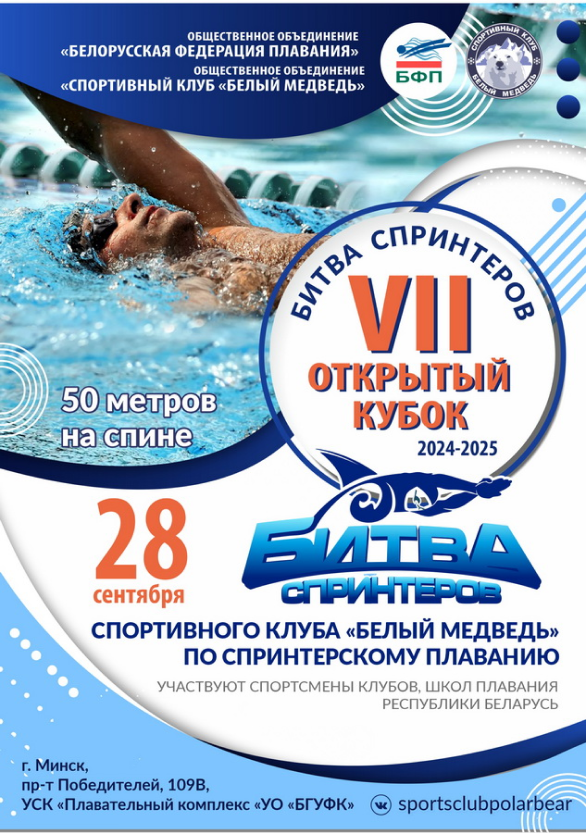 ОБЩЕСТВЕННОЕ ОБЪЕДИНЕНИЕ
«БЕЛОРУССКАЯ ФЕДЕРАЦИЯ ПЛАВАНИЯ»
ОБЩЕСТВЕННОЕ ОБЪЕДИНЕНИЕ
«СПОРТИВНЫЙ КЛУБ «БЕЛЫЙ МЕДВЕДЬ»
БФП
СПОРТИВНЫЙ КЛУБ
БЕЛЫЙ МЕДВЕДЬ
БИТВА СПРИНТЕРОВ
VII
ОТКРЫТЫЙ
КУБОК
2024-2025
50 метров
на спине
28
сентября
БИТВА
СПРИНТЕРОВ
СПОРТИВНОГО КЛУБА «БЕЛЫЙ МЕДВЕДЬ»
ПО СПРИНТЕРСКОМУ ПЛАВАНИЮ
УЧАСТВУЮТ СПОРТСМЕНЫ КЛУБОВ, ШКОЛ ПЛАВАНИЯ
РЕСПУБЛИКИ БЕЛАРУСЬ
г. Минск,
пр-т Победителей, 109В,
УСК «Плавательный комплекс «УО «БГУФК»
sportsclubpolarbear